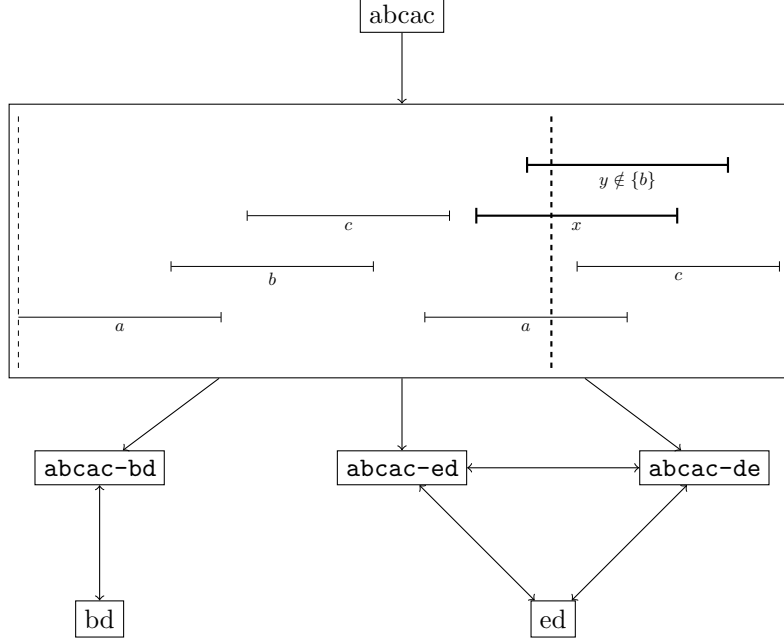 abcac
y ∉ {b}
c
x
b
c
a
a
abcac-bd
abcac-ed
abcac-de
bd
ed